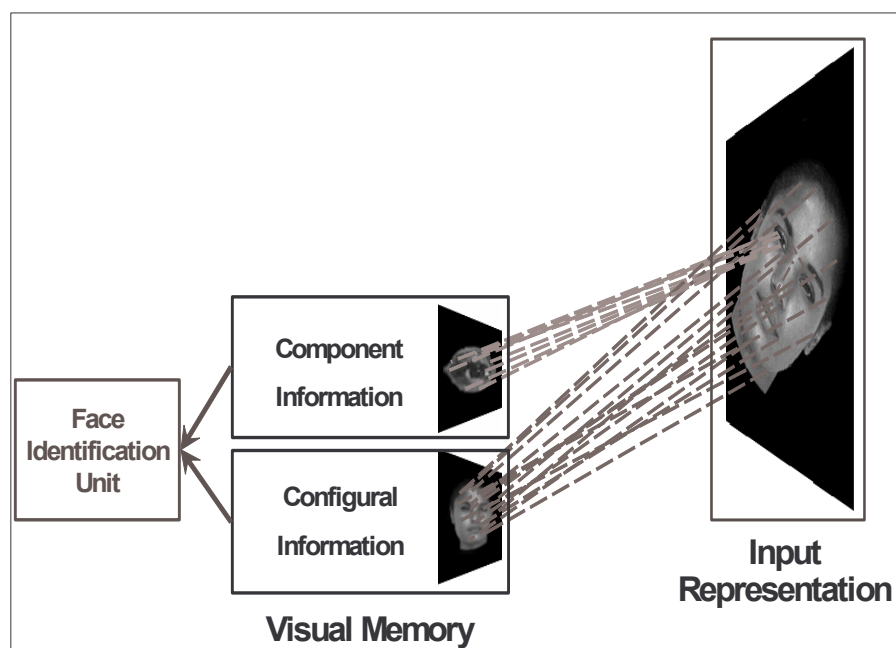 Face
Identification
Unit
Component
Information
Configural
Information
Visual Memory
Input
Representation